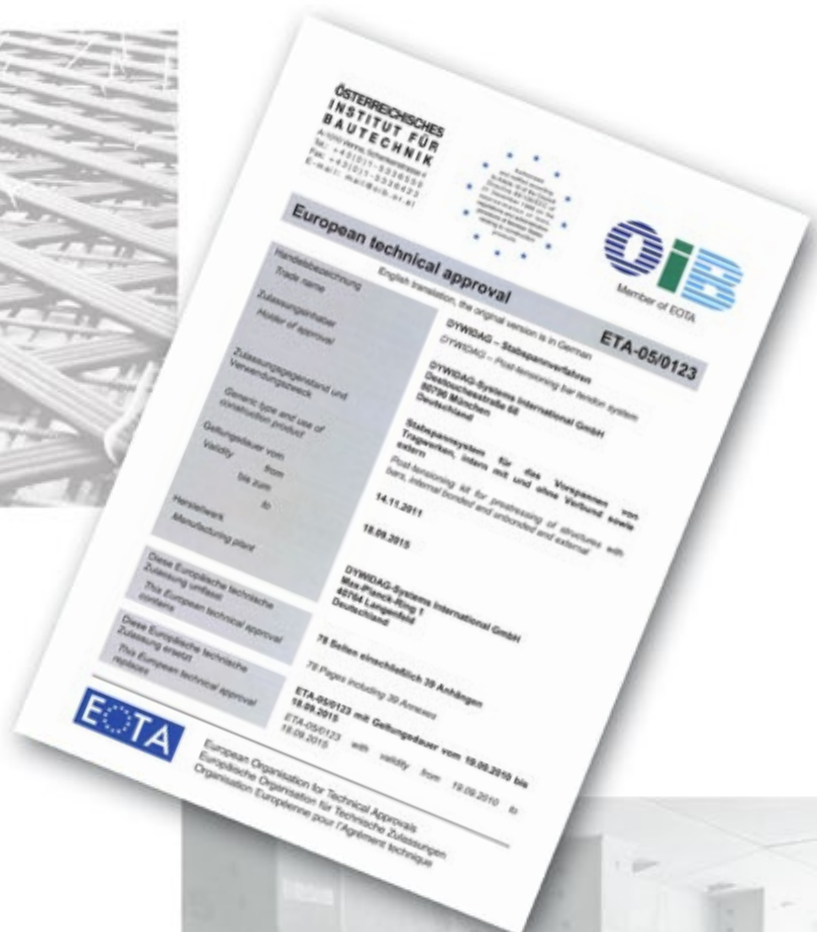 ÖSTERREICHISCHES
INSTITUT FÜR
BAUTECHNIK
OiB
Member of EOTA
European technical approval
ETA-05/0123
English translation, the original version is in German
Handelsbezeichnung
Trade name
DYWIDAG – Stabspannverfahren
DYWIDAG – Post-tensioning bar tendon system
Zulassungsinhaber
Holder of approval
DYWIDAG-Systems International GmbH
Destouchesstraße 68
80796 München
Deutschland
Zulassungsgegenstand und
Verwendungszweck
Generic type and use of
construction product
Stabspannsystem für das Vorspannen von
Tragwerken, intern mit und ohne Verbund sowie
extern
Post-tensioning kit for prestressing of structures with
bars, internal bonded and unbonded and external
Geltungsdauer vom
Validity from
14.11.2011
bis zum
to
18.09.2015
Herstellwerk
Manufacturing plant
DYWIDAG-Systems International GmbH
Max-Planck-Ring 1
40764 Langenfeld
Deutschland
Diese Europäische technische
Zulassung umfasst
This European technical approval
contains
78 Seiten einschließlich 39 Anhängen
78 Pages including 39 Annexes
Diese Europäische technische
Zulassung ersetzt
This European technical approval
replaces
ETA-05/0123 mit Geltungsdauer vom 19.09.2010 bis
18.09.2015
ETA-05/0123 with validity from 19.09.2010 to
18.09.2015
EOTA
European Organisation for Technical Approvals
Europäische Organisation für Technische Zulassungen
Organisation Européenne pour l'Agrément technique